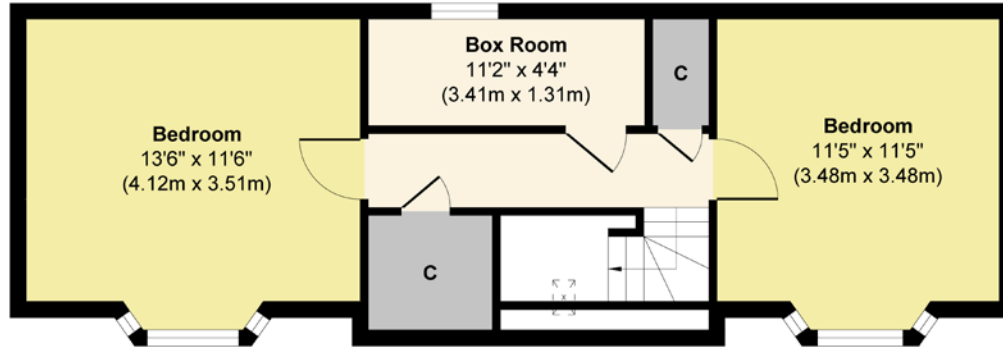 Bedroom
13'6" x 11'6"
(4.12m x 3.51m)
Box Room
11'2" x 4'4"
(3.41m x 1.31m)
C
Bedroom
11'5" x 11'5"
(3.48m x 3.48m)
C
x